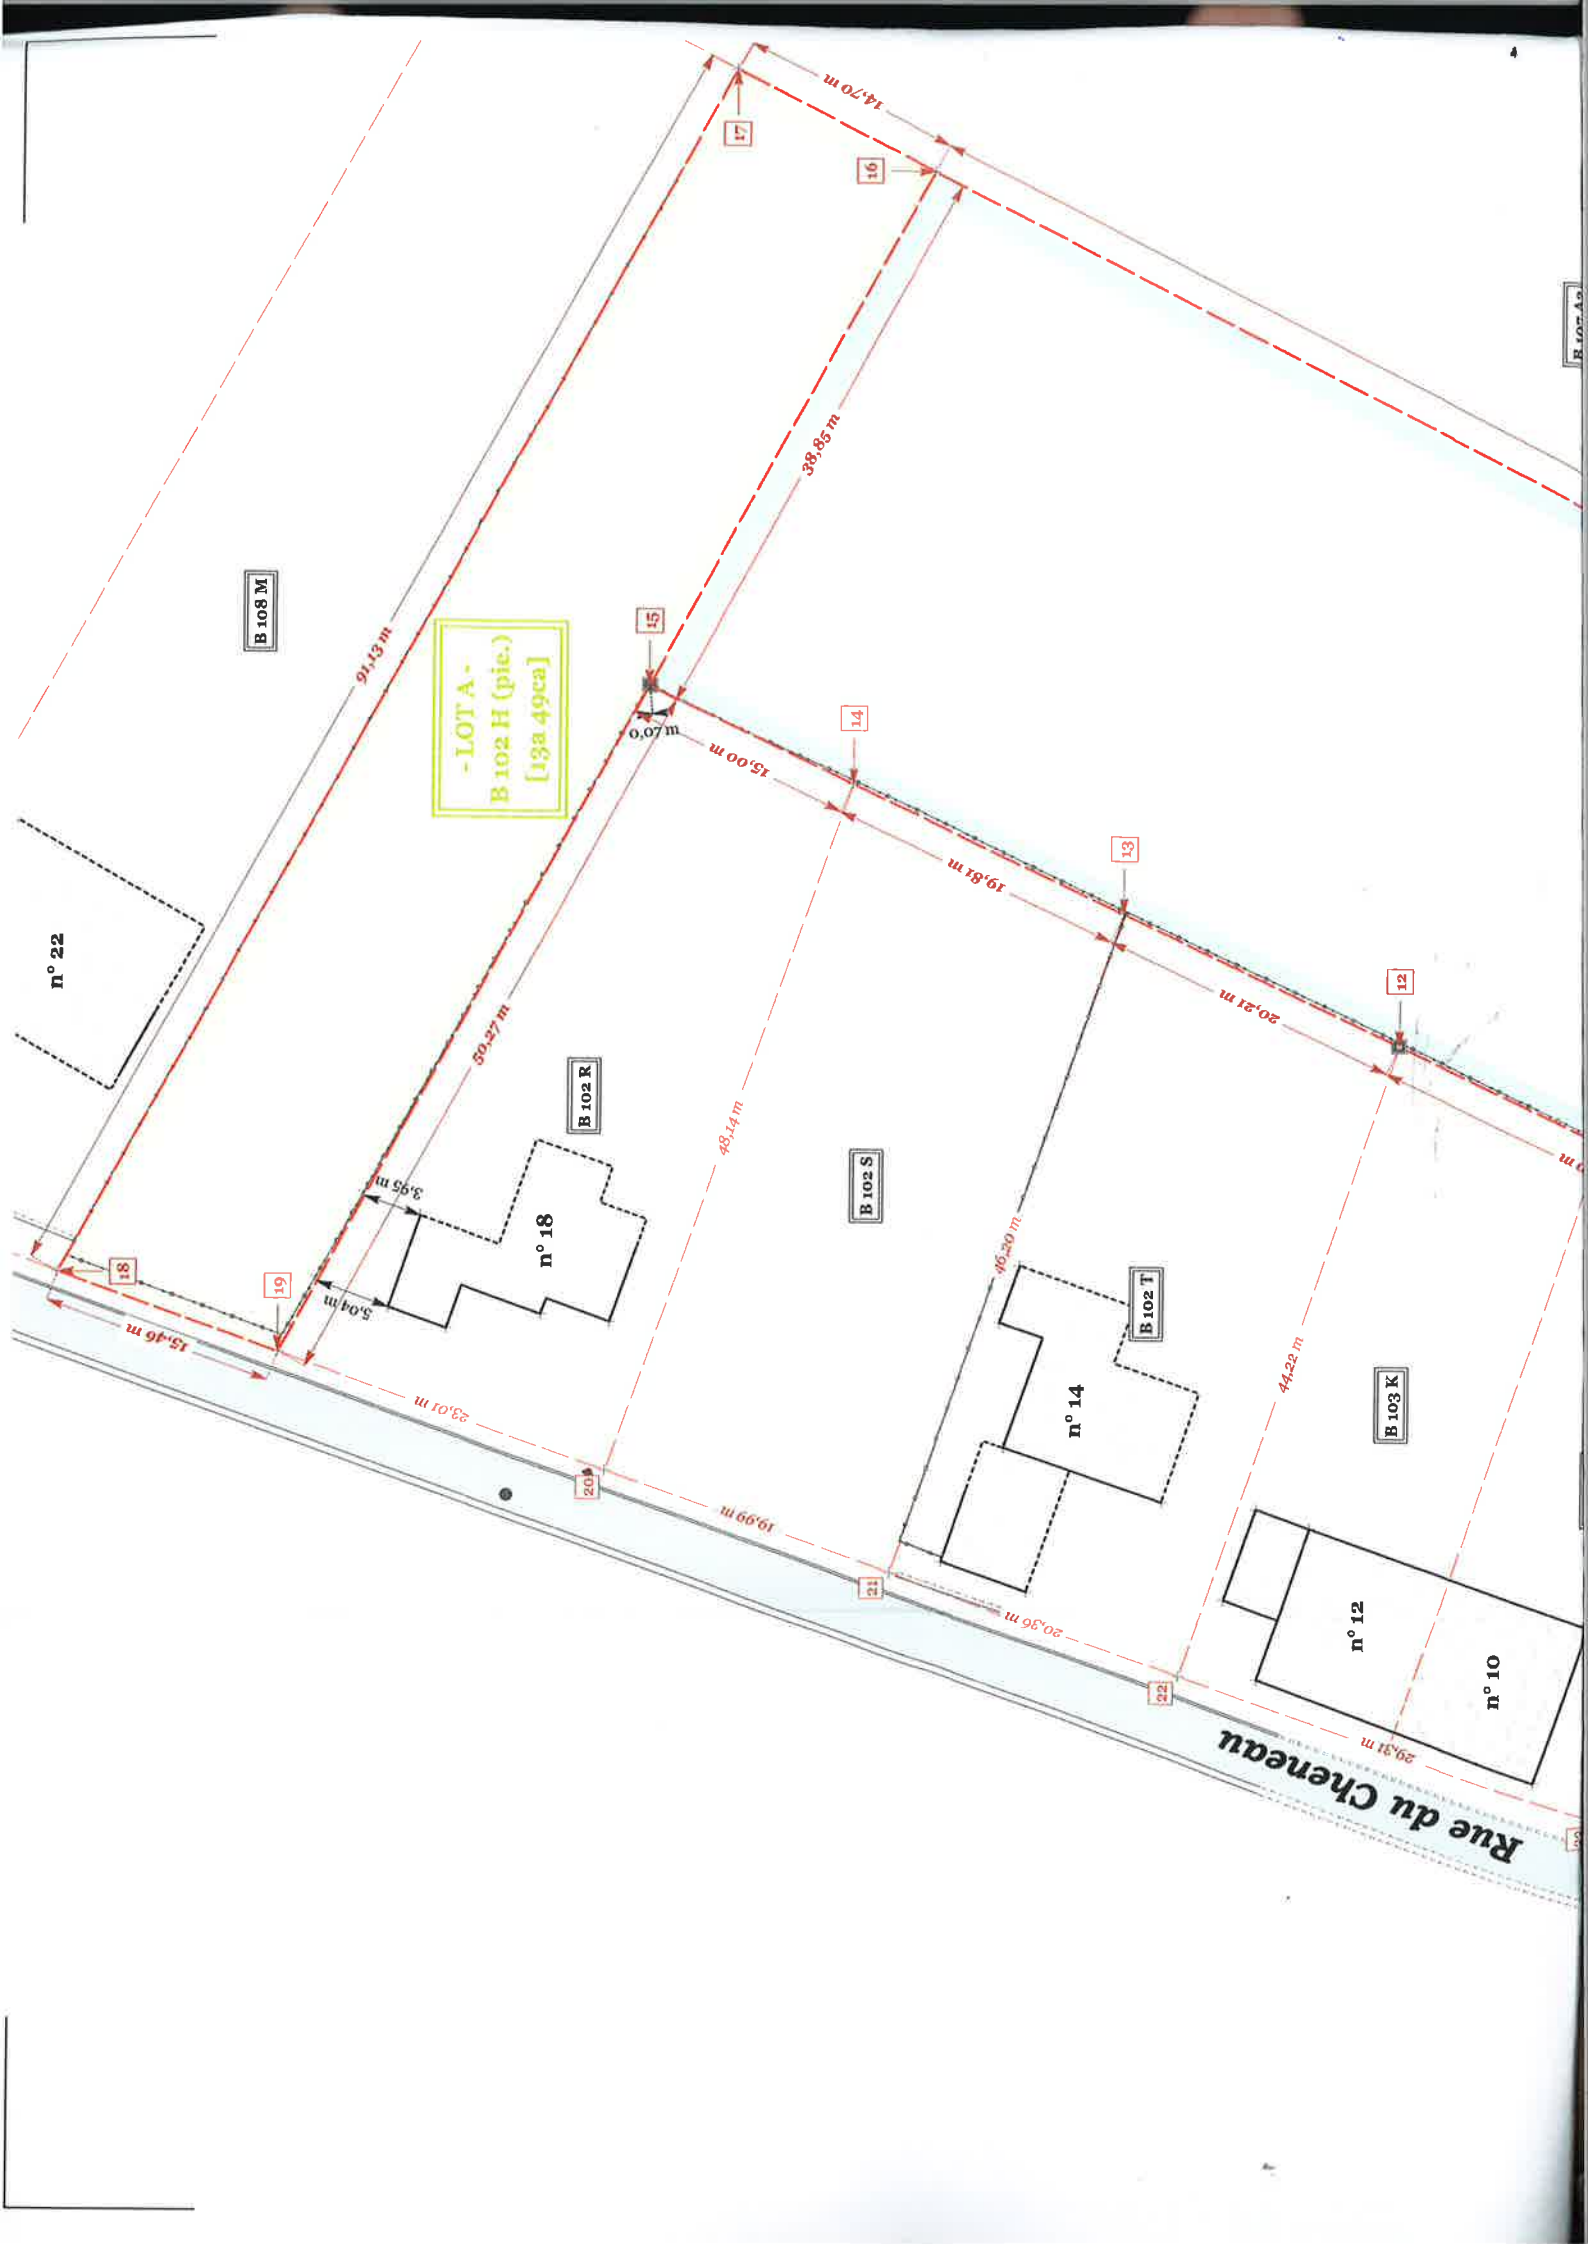 14,70 m
17
16
91,13 m
38,85 m
B 108 M
- LOT A -
B 102 H (pie.)
[13a 49ca]
15
0,07 m
15,00 m
14
19,81 m
13
20,21 m
12
n° 22
50,27 m
B 102 R
3,95 m
n° 18
5,04 m
18
19
15,46 m
48,14 m
B 102 S
46,20 m
B 102 T
n° 14
44,22 m
B 103 K
23,01 m
20
19,99 m
21
20,36 m
22
29,31 m
n° 12
n° 10
Rue du Cheneau